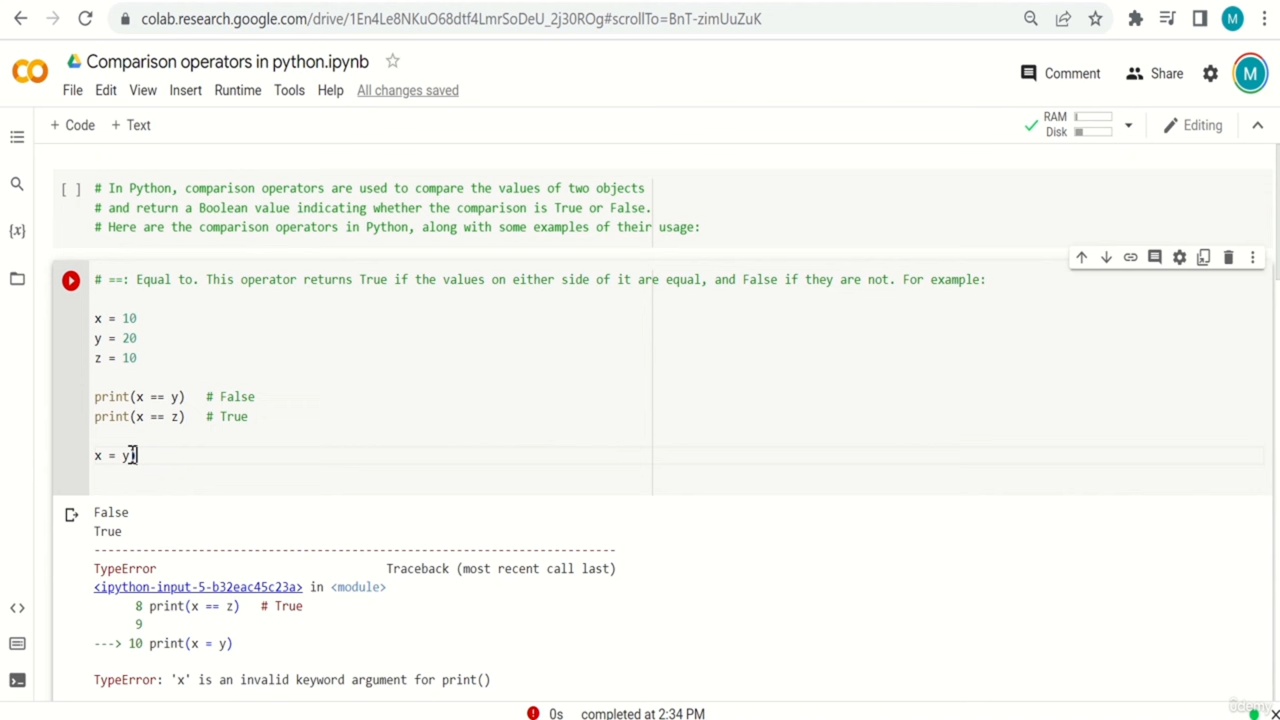 colab.research.google.com/drive/1En4Le8NKuO68dtf4LmrSoDeU_2j30ROg#scrollTo=BnT-zimUuZuK
M
CO
Comparison operators in python.ipynb
Comment
Share
M
File Edit View Insert Runtime Tools Help All changes saved
+ Code + Text
RAM
Disk
Editing
[ ] # In Python, comparison operators are used to compare the values of two objects
# and return a Boolean value indicating whether the comparison is True or False.
# Here are the comparison operators in Python, along with some examples of their usage:
{x}
# ==: Equal to. This operator returns True if the values on either side of it are equal, and False if they are not. For example:
x = 10
y = 20
z = 10
print(x == y) # False
print(x == z) # True
x = y
False
True
---------------------------------------------------------------------------
TypeError Traceback (most recent call last)
<ipython-input-5-b32eac45c23a> in <module>
8 print(x == z) # True
9
---> 10 print(x = y)
TypeError: 'x' is an invalid keyword argument for print()
0s completed at 2:34 PM
udemy